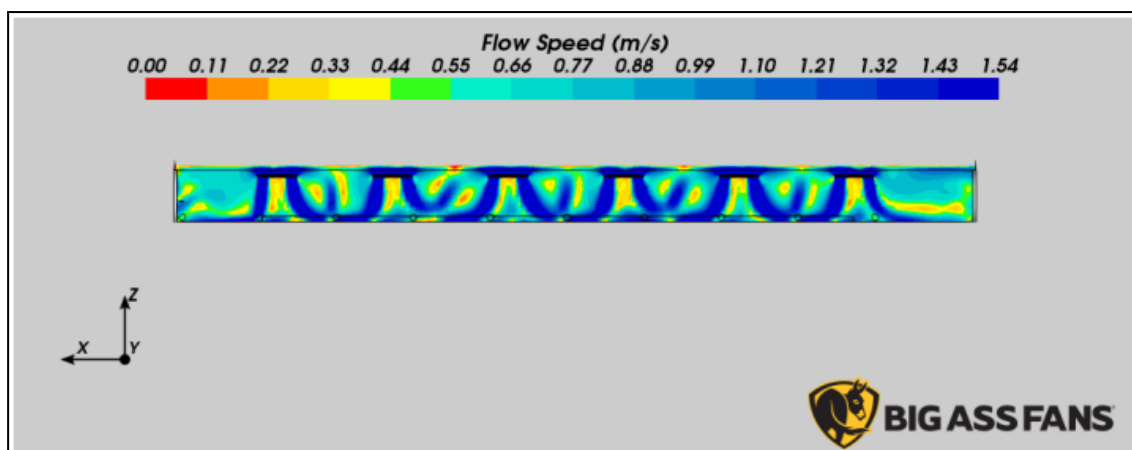 Flow Speed (m/s)
0.00 0.11 0.22 0.33 0.44 0.55 0.66 0.77 0.88 0.99 1.10 1.21 1.32 1.43 1.54
Z
X
Y
BIG ASS FANS